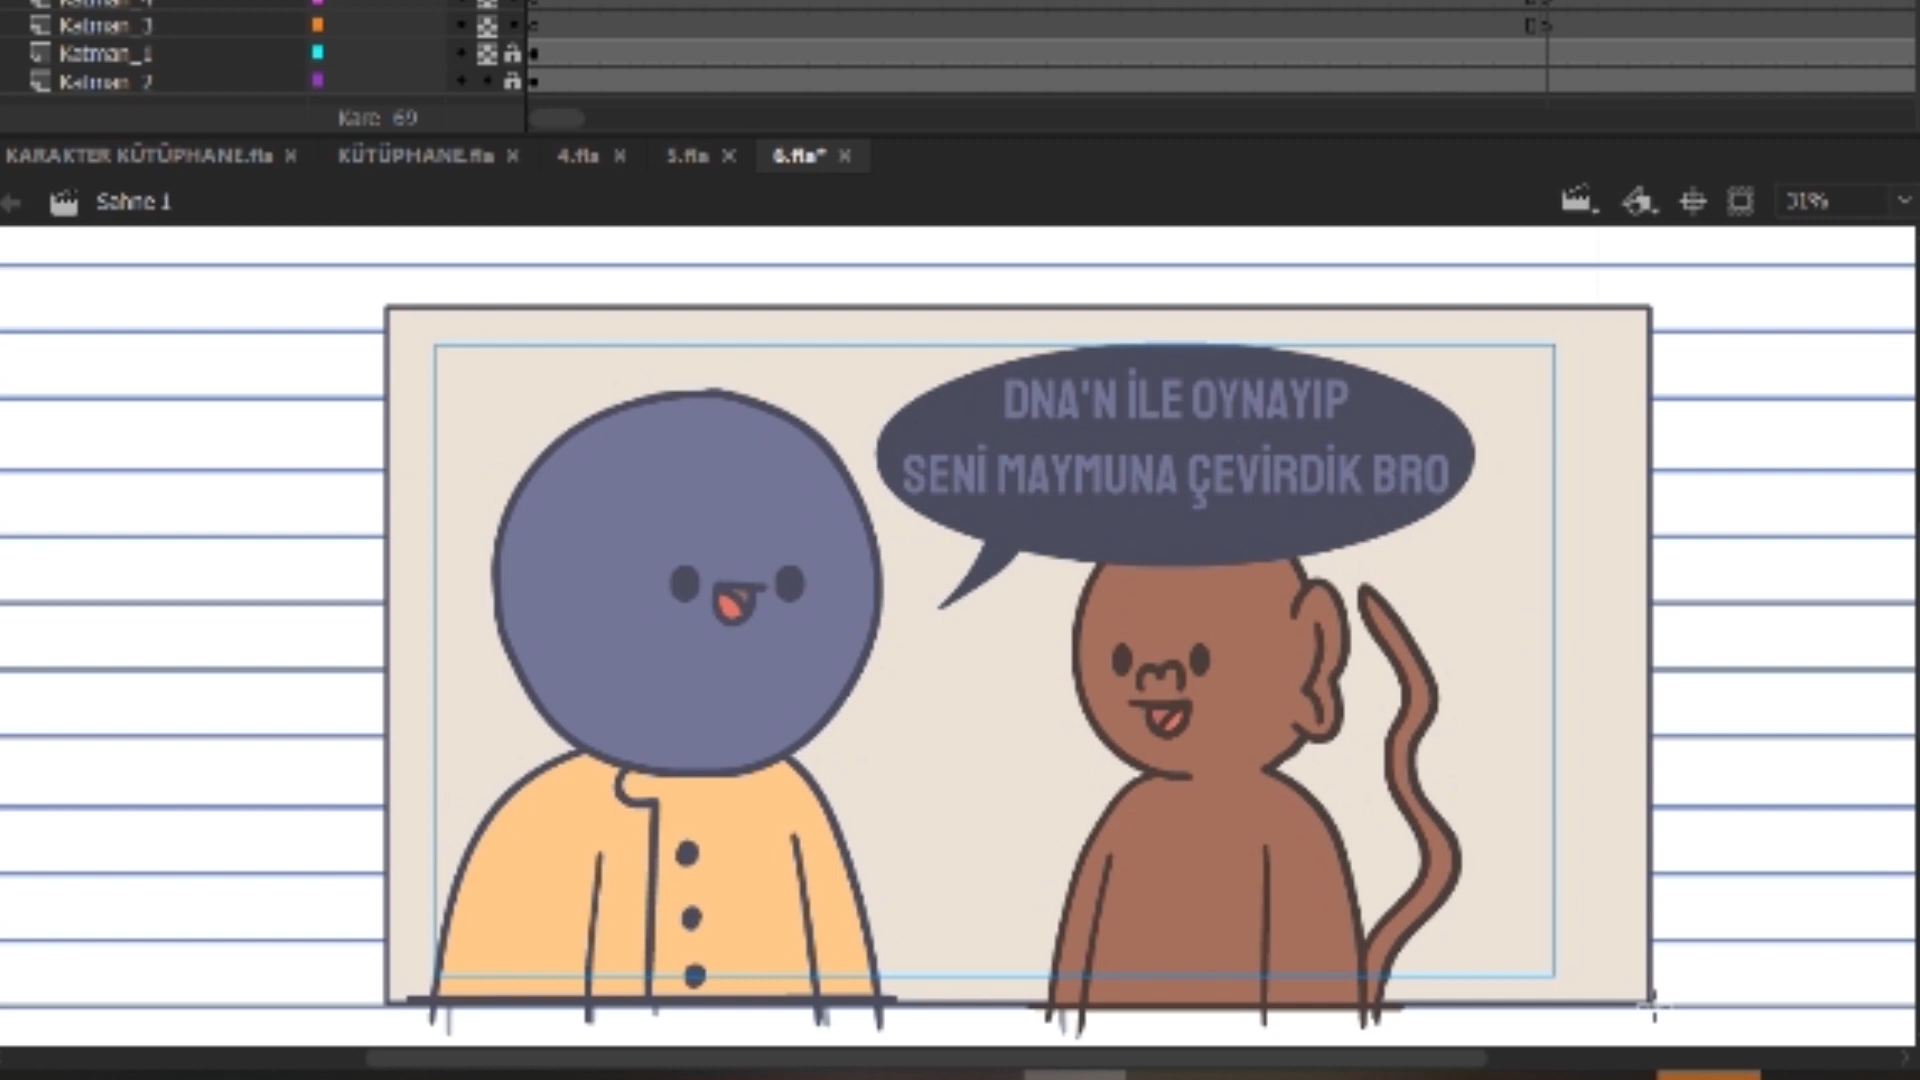 Katman_3
Katman_1
Katman_2
Kare 69
KARAKTER KÜTÜPHANE.fla × KÜTÜPHANE.fla × 4.fla × 5.fla × 6.fla* ×
Sahne 1
31%
DNA'N İLE OYNAYIP
SENİ MAYMUNA ÇEVİRDİK BRO